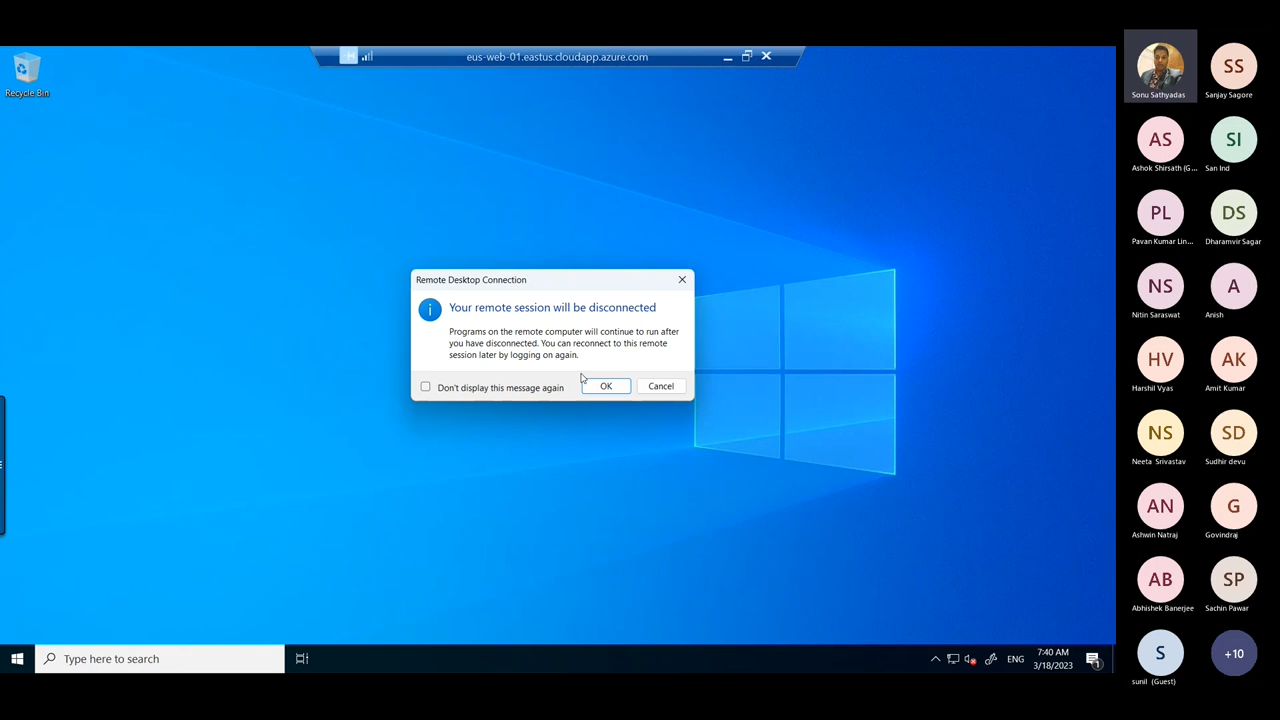 eus-web-01.eastus.cloudapp.azure.com
Recycle Bin
Remote Desktop Connection
Your remote session will be disconnected
Programs on the remote computer will continue to run after
you have disconnected. You can reconnect to this remote
session later by logging on again.
Don't display this message again
OK
Cancel
Type here to search
ENG
7:40 AM
3/18/2023
1
Sonu Sathyadas
SS
Sanjay Sagore
AS
Ashok Shirsath (G...
SI
San Ind
PL
Pavan Kumar Lin...
DS
Dharamvir Sagar
NS
Nitin Saraswat
A
Anish
HV
Harshil Vyas
AK
Amit Kumar
NS
Neeta Srivastav
SD
Sudhir devu
AN
Ashwin Natraj
G
Govindraj
AB
Abhishek Banerjee
SP
Sachin Pawar
S
sunil (Guest)
+10